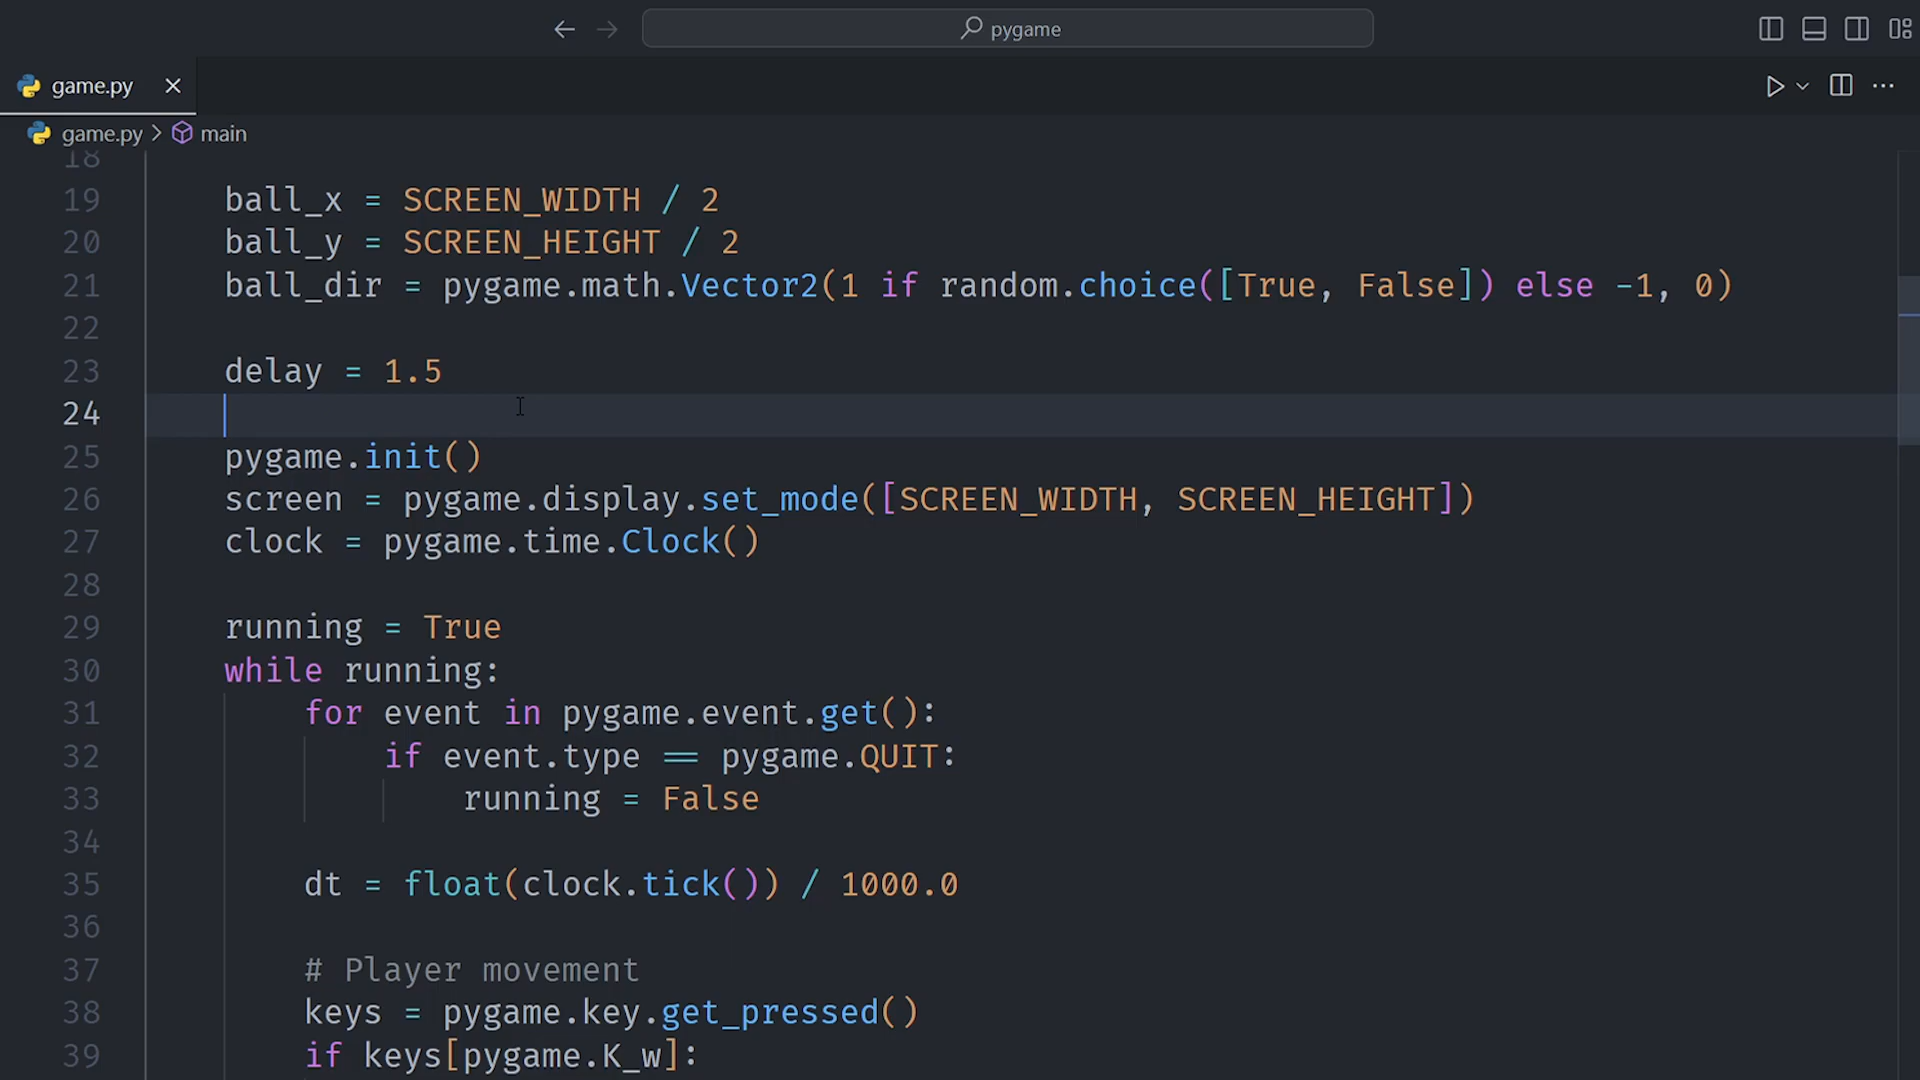 pygame
game.py
game.py > main
18
19 ball_x = SCREEN_WIDTH / 2
20 ball_y = SCREEN_HEIGHT / 2
21 ball_dir = pygame.math.Vector2(1 if random.choice([True, False]) else -1, 0)
22
23 delay = 1.5
24
25 pygame.init()
26 screen = pygame.display.set_mode([SCREEN_WIDTH, SCREEN_HEIGHT])
27 clock = pygame.time.Clock()
28
29 running = True
30 while running:
31 for event in pygame.event.get():
32 if event.type == pygame.QUIT:
33 running = False
34
35 dt = float(clock.tick()) / 1000.0
36
37 # Player movement
38 keys = pygame.key.get_pressed()
39 if keys[pygame.K_w]: